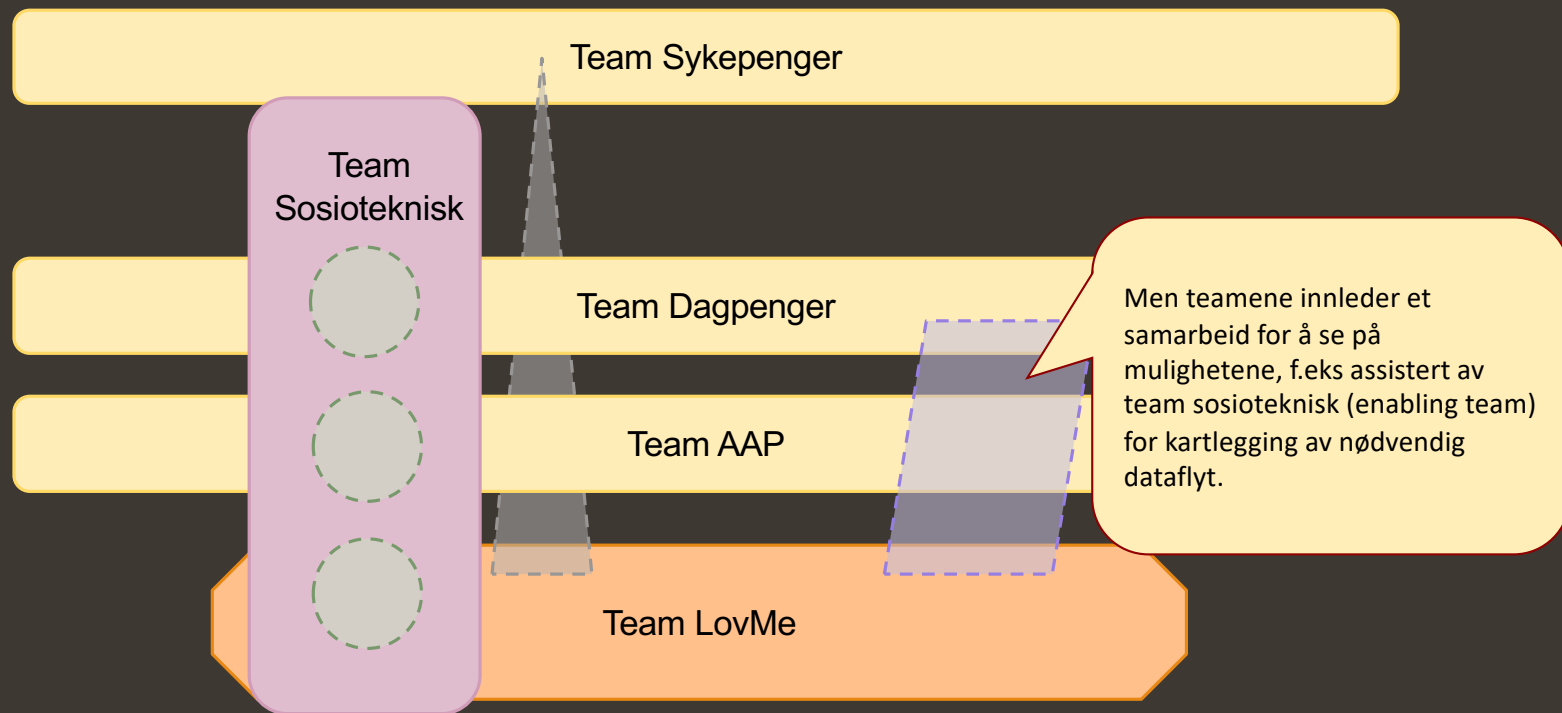 Team Sykepenger
Team
Sosioteknisk
Team Dagpenger
Men teamene innleder et
samarbeid for å se på
mulighetene, f.eks assistert av
team sosioteknisk (enabling team)
for kartlegging av nødvendig
dataflyt.
Team AAP
Team LovMe